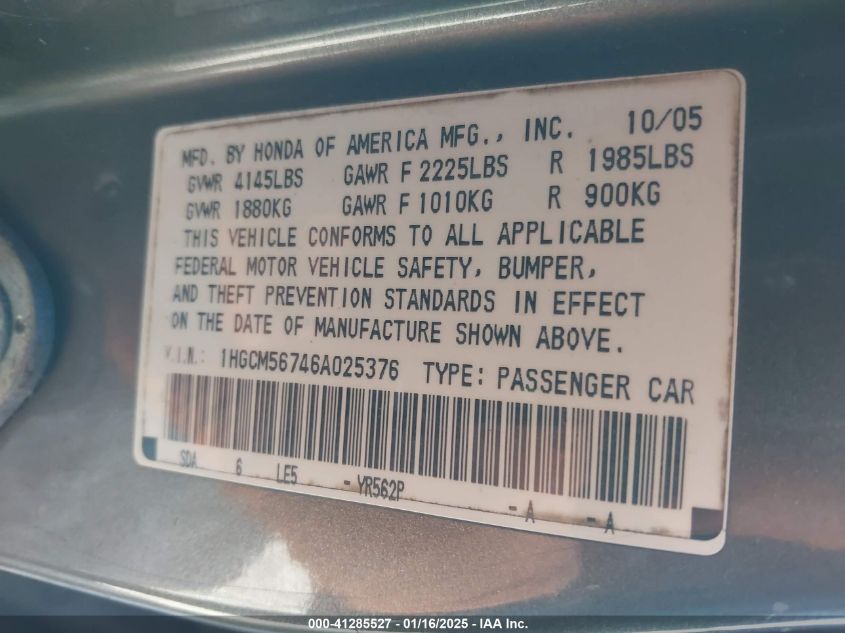 MFD. BY HONDA OF AMERICA MFG., INC. 10/05
GVWR 4145LBS GAWR F 2225LBS R 1985LBS
GVWR 1880KG GAWR F 1010KG R 900KG
THIS VEHICLE CONFORMS TO ALL APPLICABLE
FEDERAL MOTOR VEHICLE SAFETY, BUMPER,
AND THEFT PREVENTION STANDARDS IN EFFECT
ON THE DATE OF MANUFACTURE SHOWN ABOVE.
V.I.N.: 1HGCM56746A025376 TYPE: PASSENGER CAR
SDA 6 LE5 - YR562P - A - A
000-41285527 - 01/16/2025 - IAA Inc.